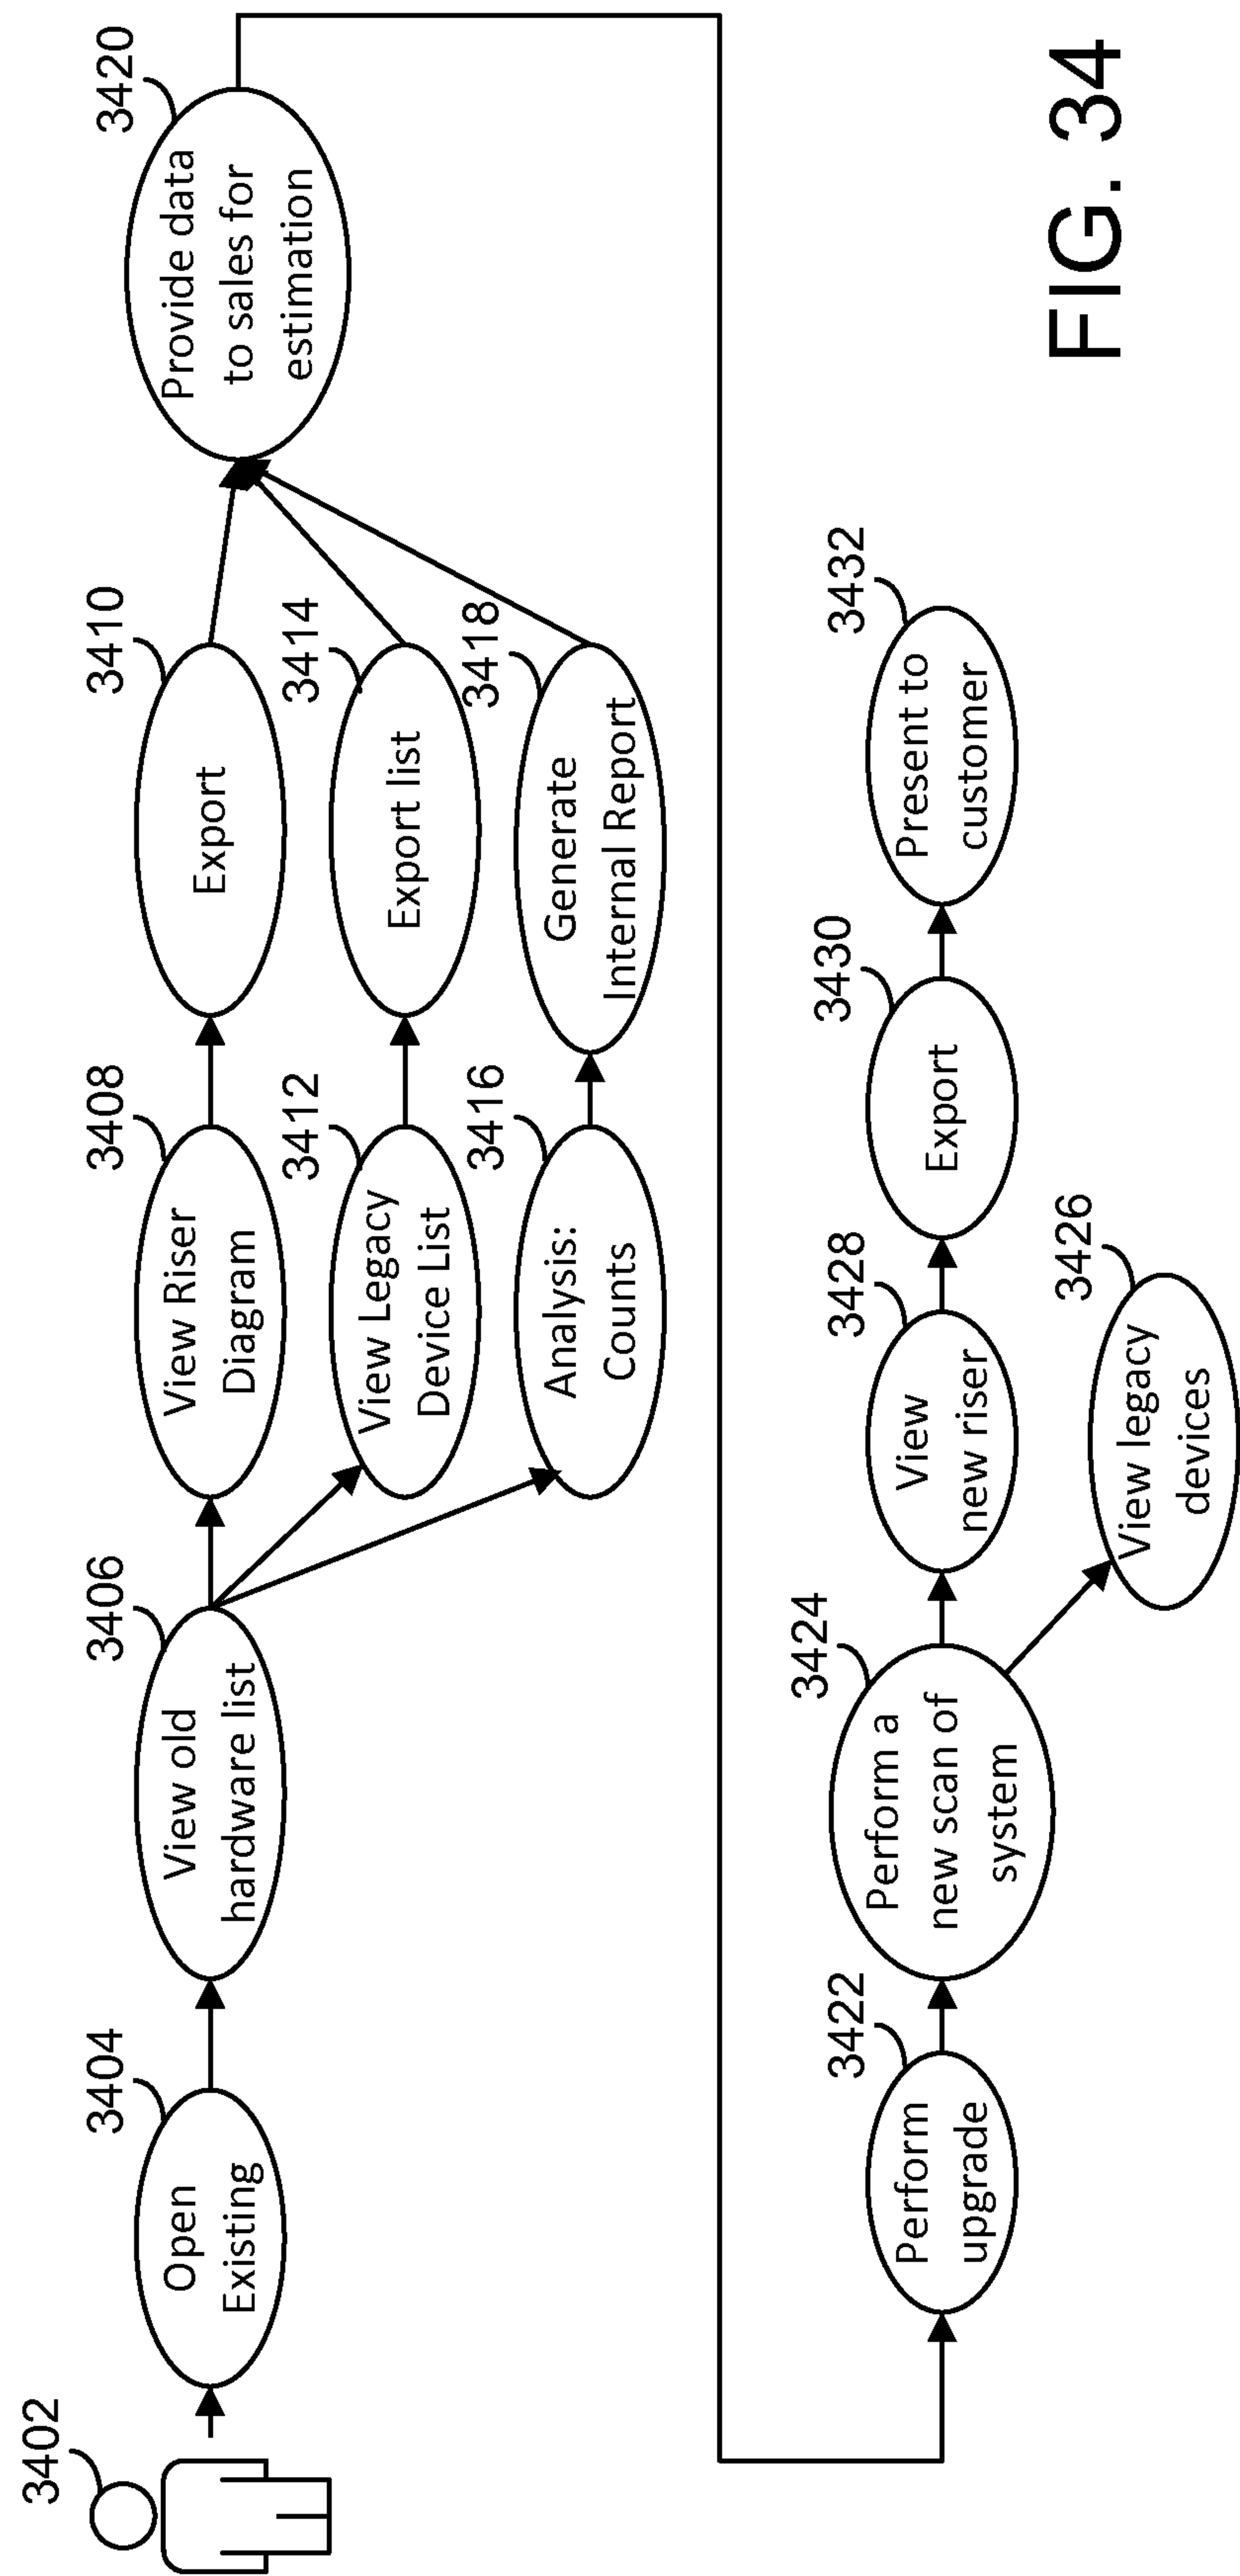 3402
3404
Open
Existing
3406
View old
hardware list
3408
View Riser
Diagram
3410
Export
3412
View Legacy
Device List
3414
Export list
3416
Analysis:
Counts
3418
Generate
Internal Report
3420
Provide data
to sales for
estimation
3422
Perform
upgrade
3424
Perform a
new scan of
system
3428
View
new riser
3426
View legacy
devices
3430
Export
3432
Present to
customer
FIG. 34